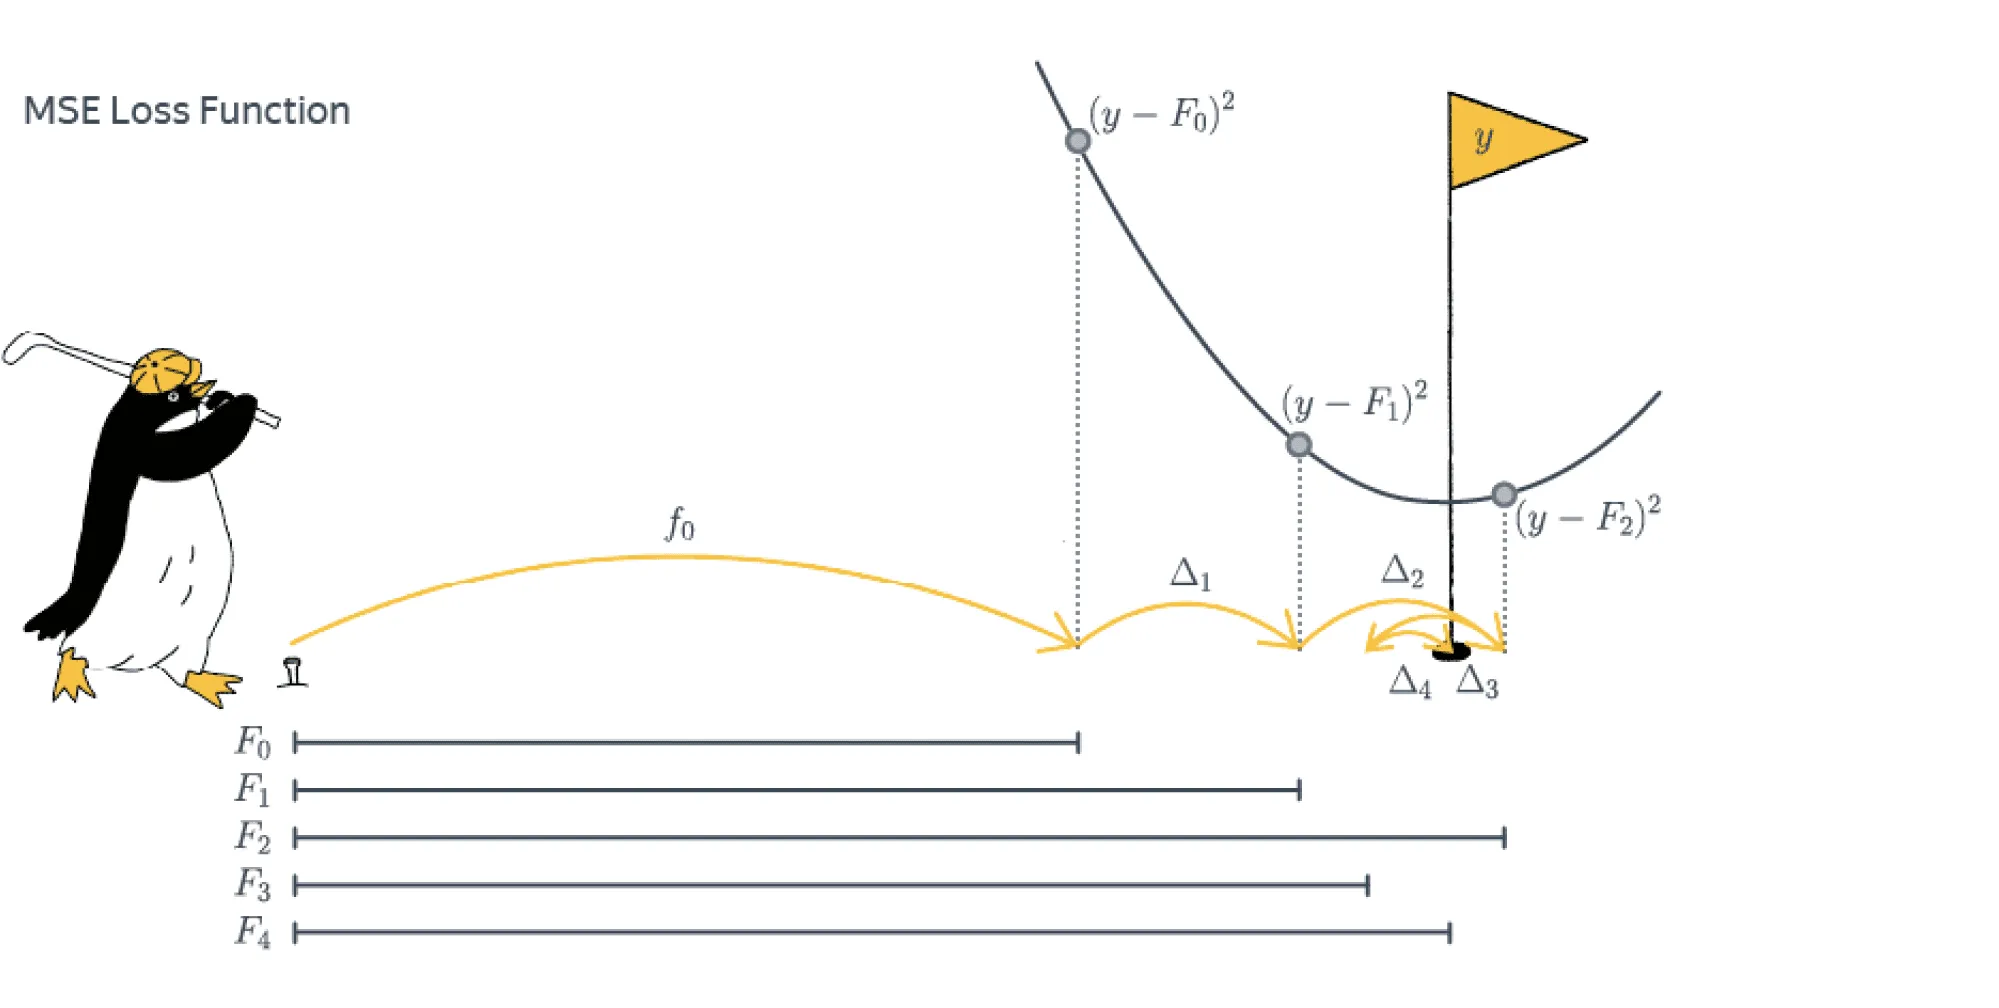 MSE Loss Function
(y − F₀)²
y
(y − F₁)²
(y − F₂)²
f₀
Δ₁
Δ₂
Δ₄
Δ₃
F₀
F₁
F₂
F₃
F₄